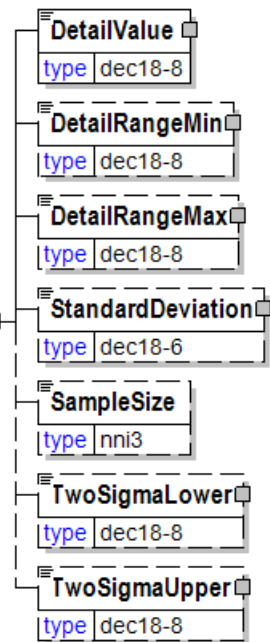 DetailValue
type dec18-8
DetailRangeMin
type dec18-8
DetailRangeMax
type dec18-8
StandardDeviation
type dec18-6
SampleSize
type nni3
TwoSigmaLower
type dec18-8
TwoSigmaUpper
type dec18-8